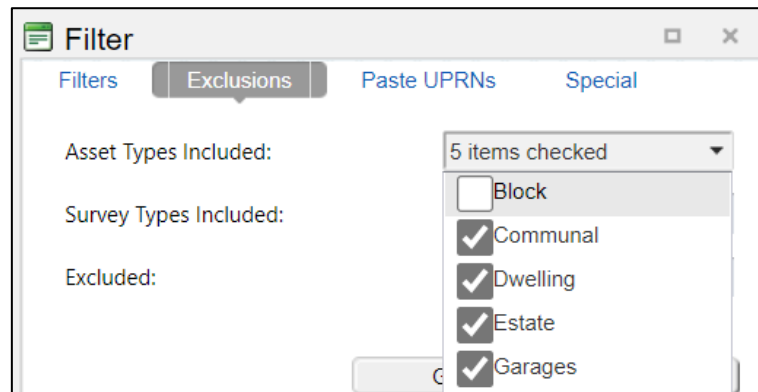 Filter
Filters Exclusions Paste UPRNs Special
Asset Types Included: 5 items checked
Block
Survey Types Included:
Communal
Excluded:
Dwelling
Estate
Garages